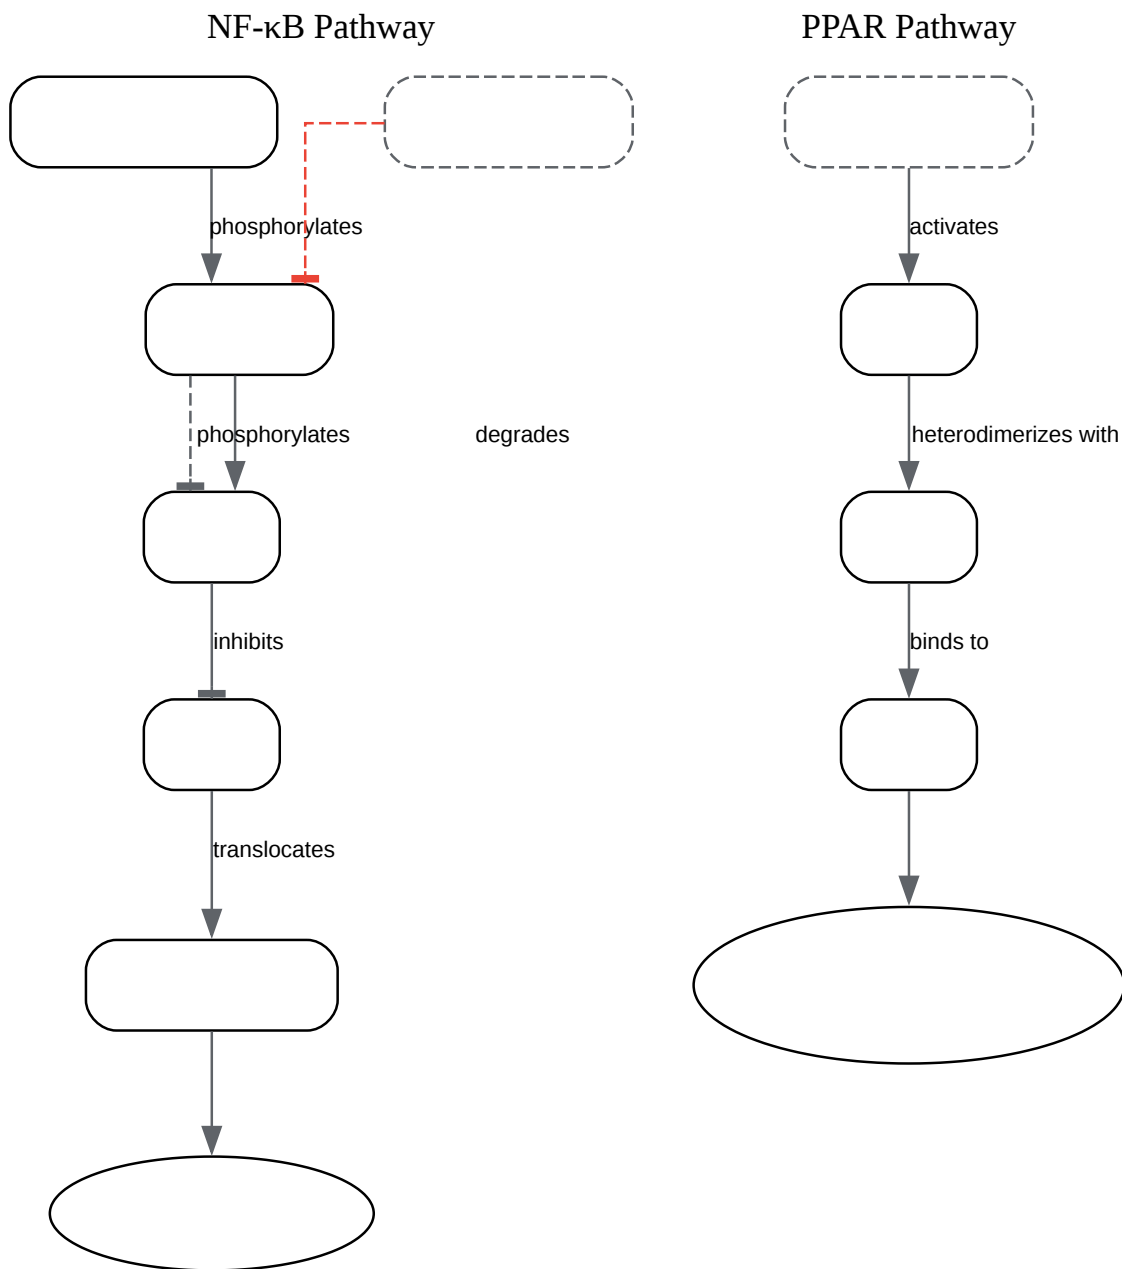 NF-κB Pathway
PPAR Pathway
phosphorylates
activates
phosphorylates
degrades
heterodimerizes with
inhibits
binds to
translocates